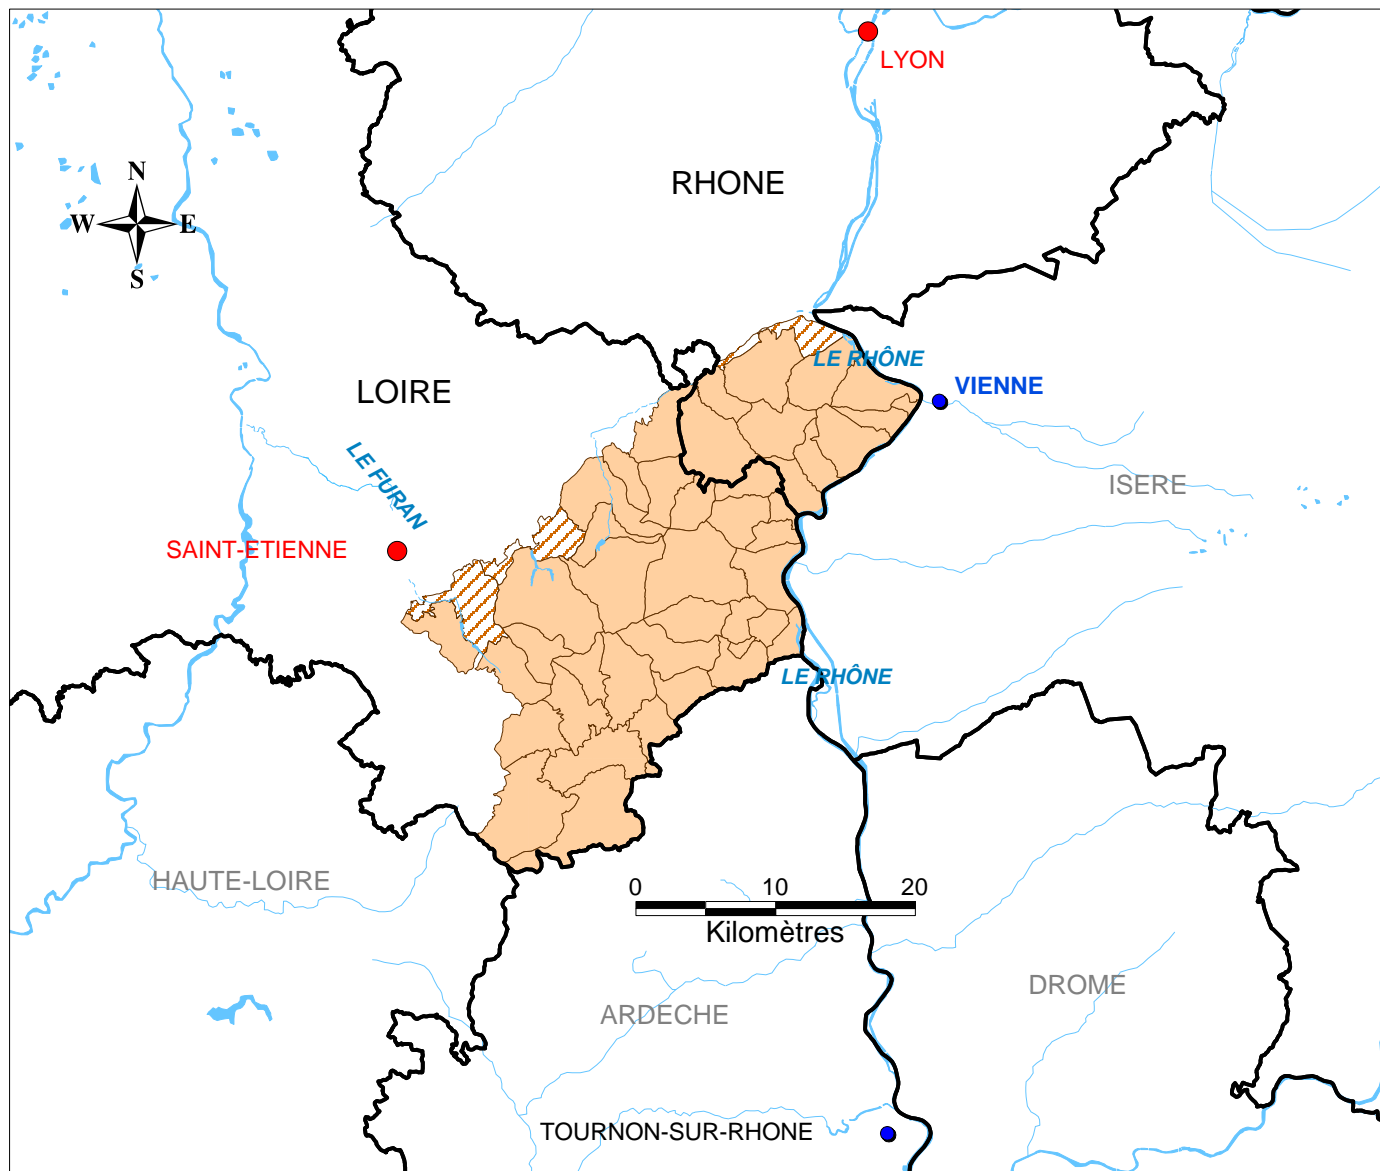 LYON
N
RHONE
W
E
S
LE RHÔNE
LOIRE
VIENNE
LE FURAN
ISERE
SAINT-ETIENNE
LE RHÔNE
HAUTE-LOIRE
0 10 20
Kilomètres
DROME
ARDECHE
TOURNON-SUR-RHONE